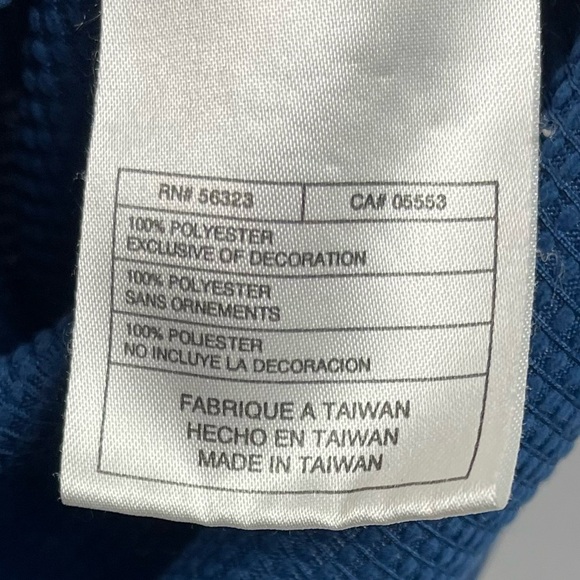 RN# 56323 CA# 05553
100% POLYESTER
EXCLUSIVE OF DECORATION
100% POLYESTER
SANS ORNEMENTS
100% POLIESTER
NO INCLUYE LA DECORACION
FABRIQUE A TAIWAN
HECHO EN TAIWAN
MADE IN TAIWAN